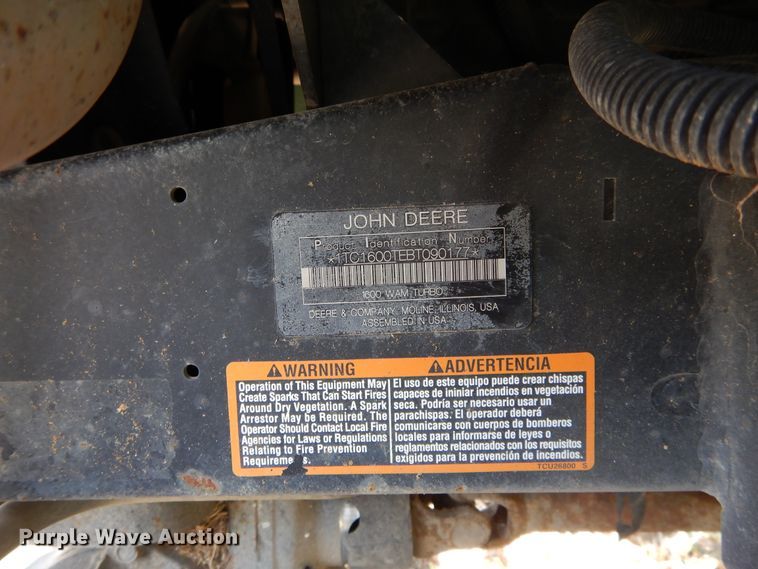 JOHN DEERE
Product Identification Number
*1TC1600TEBT090177*
1600 WAM TURBO
DEERE & COMPANY, MOLINE, ILLINOIS, USA
ASSEMBLED IN USA
WARNING
Operation of This Equipment May
Create Sparks That Can Start Fires
Around Dry Vegetation. A Spark
Arrestor May be Required. The
Operator Should Contact Local Fire
Agencies for Laws or Regulations
Relating to Fire Prevention
Requirements.
ADVERTENCIA
El uso de este equipo puede crear chispas
capaces de ininiar incendios en vegetación
seca. Podría ser necesario usar un
parachispas. El operador deberá
comunicarse con cuerpos de bomberos
locales para informarse de leyes o
reglamentos relacionados con los requisitos
exigidos para la prevención de incendios.
TCU26800 S
Purple Wave Auction